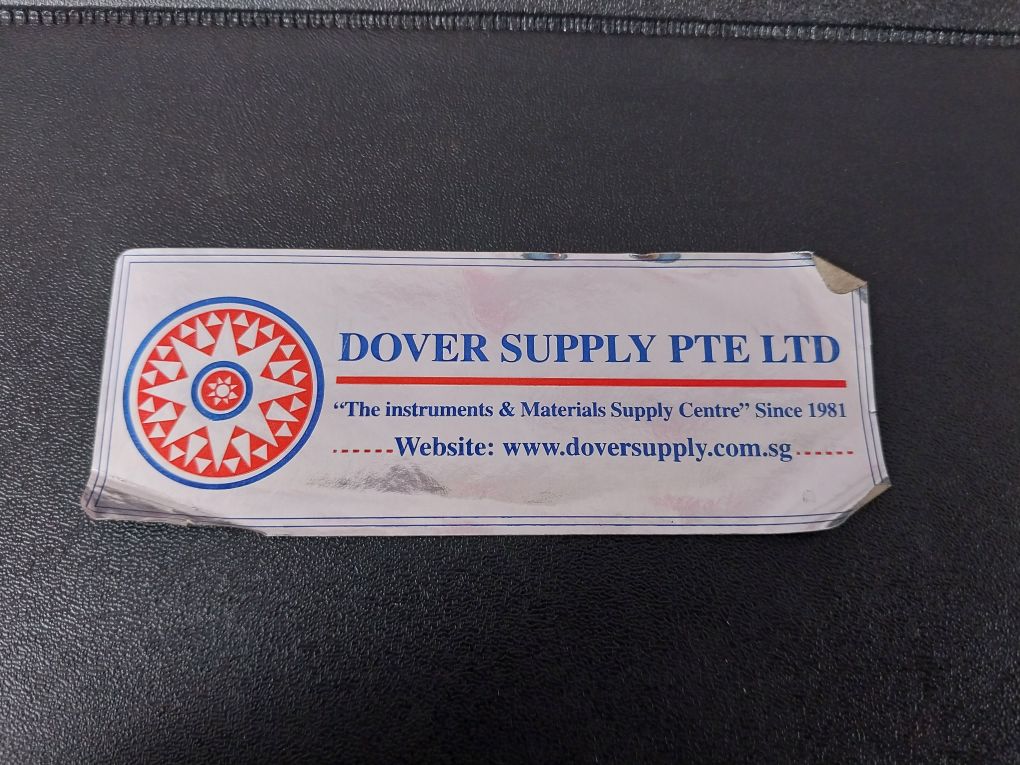 DOVER SUPPLY PTE LTD
“The instruments & Materials Supply Centre” Since 1981
------Website: www.doversupply.com.sg------